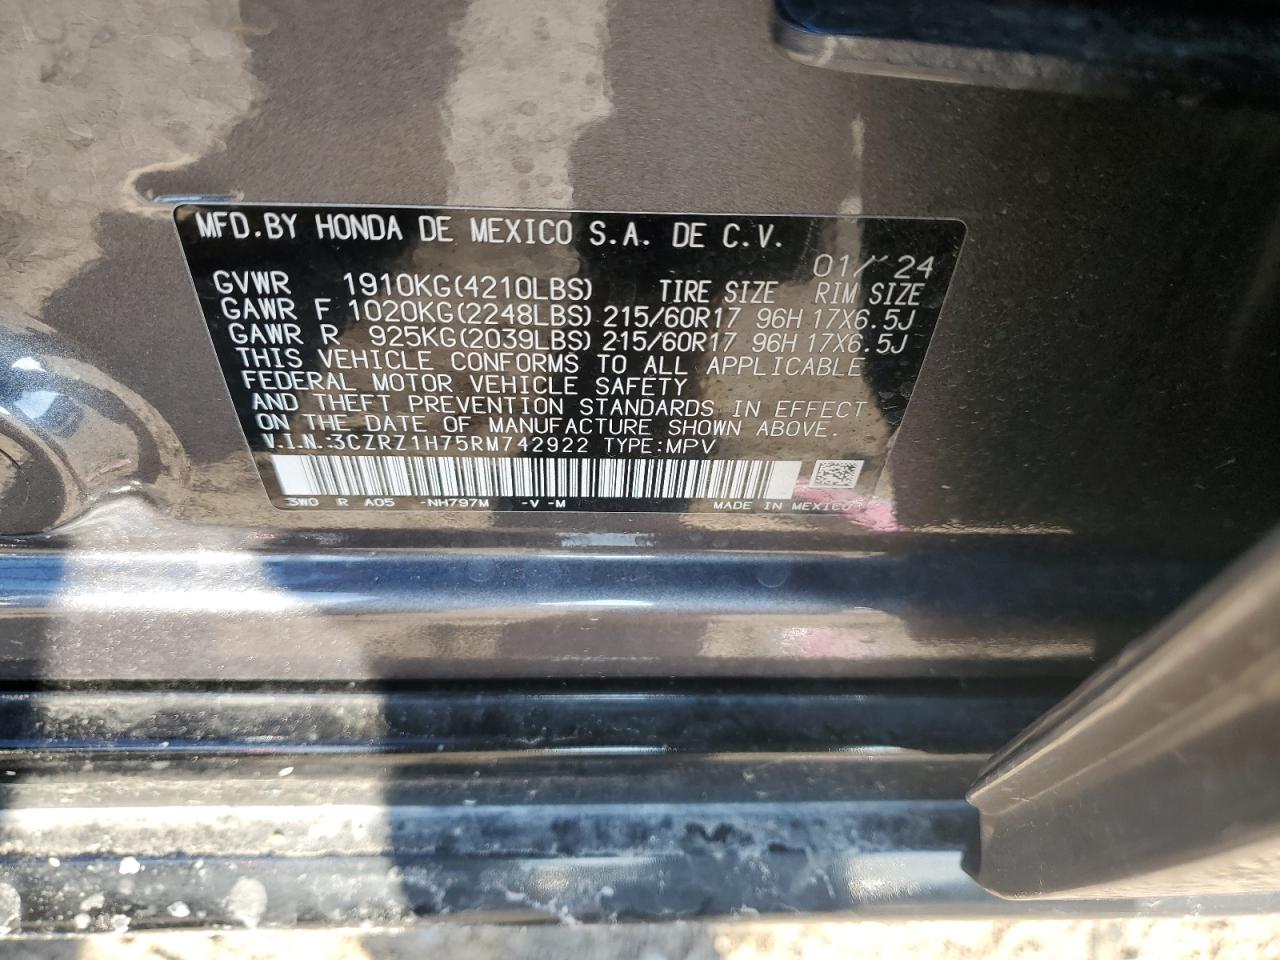 MFD.BY HONDA DE MEXICO S.A. DE C.V.
01/24
GVWR 1910KG(4210LBS) TIRE SIZE RIM SIZE
GAWR F 1020KG(2248LBS) 215/60R17 96H 17X6.5J
GAWR R 925KG(2039LBS) 215/60R17 96H 17X6.5J
THIS VEHICLE CONFORMS TO ALL APPLICABLE
FEDERAL MOTOR VEHICLE SAFETY
AND THEFT PREVENTION STANDARDS IN EFFECT
ON THE DATE OF MANUFACTURE SHOWN ABOVE.
V.I.N.:3CZRZ1H75RM742922 TYPE:MPV
3W0 R A05 -NH797M -V -M MADE IN MEXICO